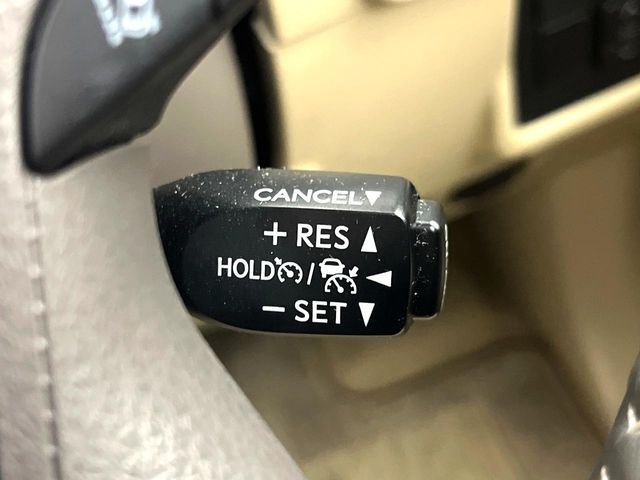 CANCEL▼
+ RES ▲
HOLD / ◄
− SET ▼